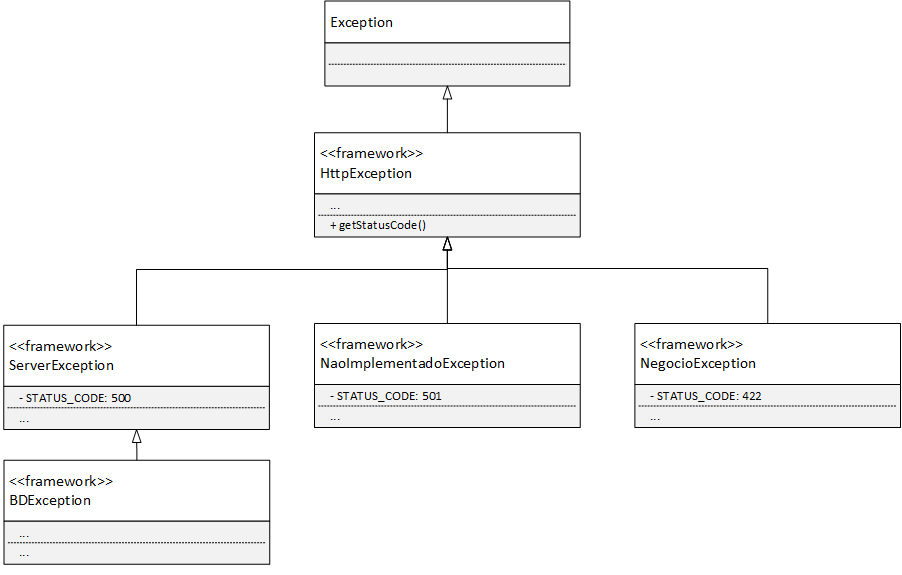 Exception
<<framework>>
HttpException
...
+ getStatusCode()
<<framework>>
ServerException
- STATUS_CODE: 500
...
<<framework>>
NaoImplementadoException
- STATUS_CODE: 501
...
<<framework>>
NegocioException
- STATUS_CODE: 422
...
<<framework>>
BDException
...
...